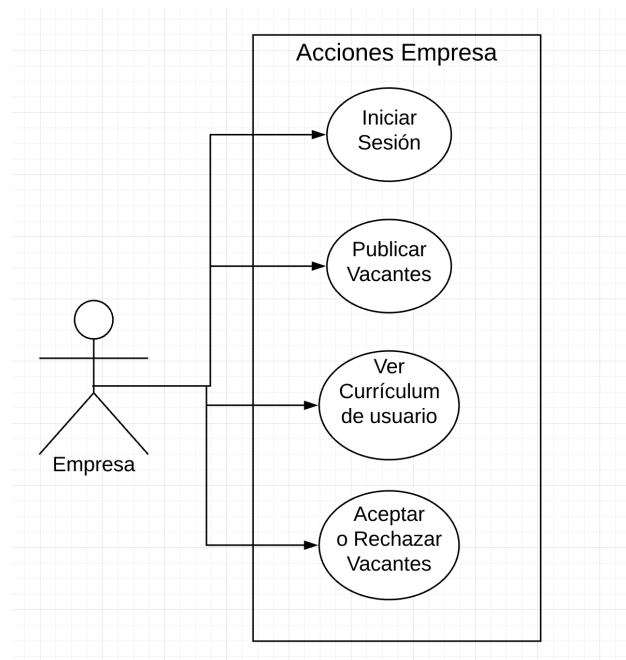 Acciones Empresa
Iniciar
Sesión
Publicar
Vacantes
Ver
Currículum
de usuario
Empresa
Aceptar
o Rechazar
Vacantes